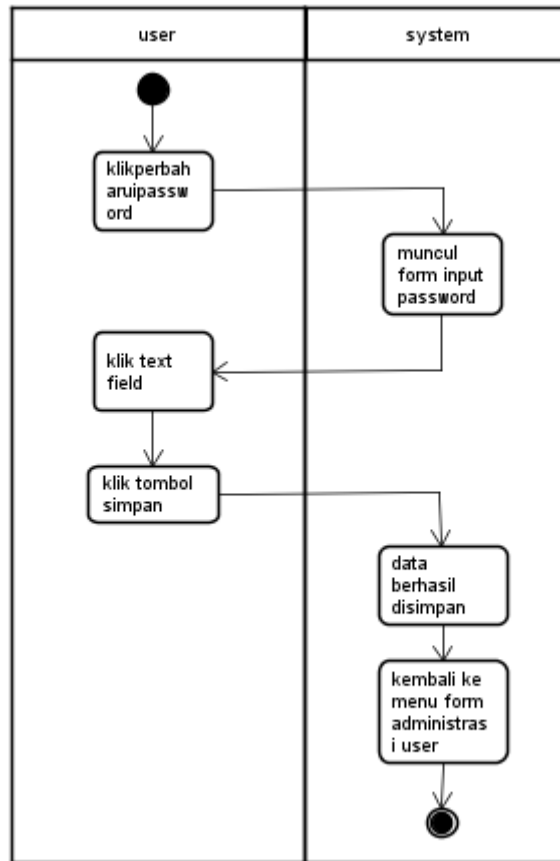 user
system
klikperbah
aruipassw
ord
muncul
form input
password
klik text
field
klik tombol
simpan
data
berhasil
disimpan
kembali ke
menu form
administras
i user